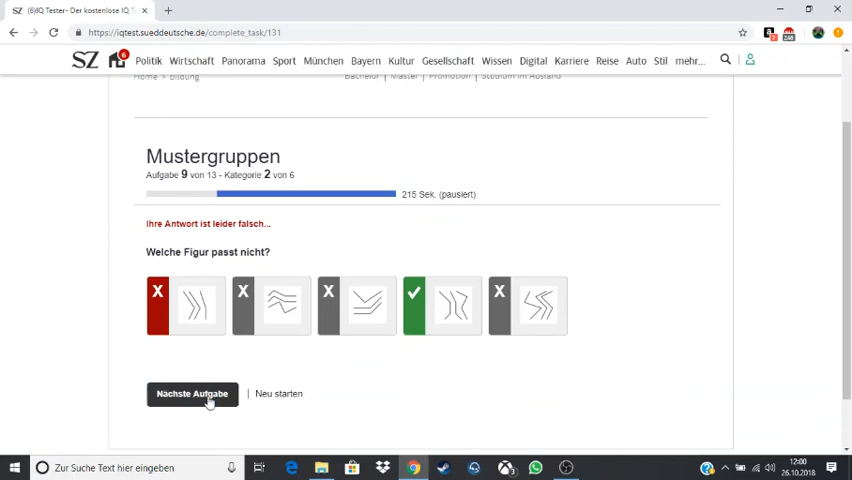 (6)IQ Tester- Der kostenlose IQ T
https://iqtest.sueddeutsche.de/complete_task/131
SZ 6 Politik Wirtschaft Panorama Sport München Bayern Kultur Gesellschaft Wissen Digital Karriere Reise Auto Stil mehr...
Home > Bildung Bachelor | Master | Promotion | Studium im Ausland
Mustergruppen
Aufgabe 9 von 13 - Kategorie 2 von 6
215 Sek. (pausiert)
Ihre Antwort ist leider falsch...
Welche Figur passt nicht?
X X X X
Nächste Aufgabe | Neu starten
Zur Suche Text hier eingeben
12:00
26.10.2018